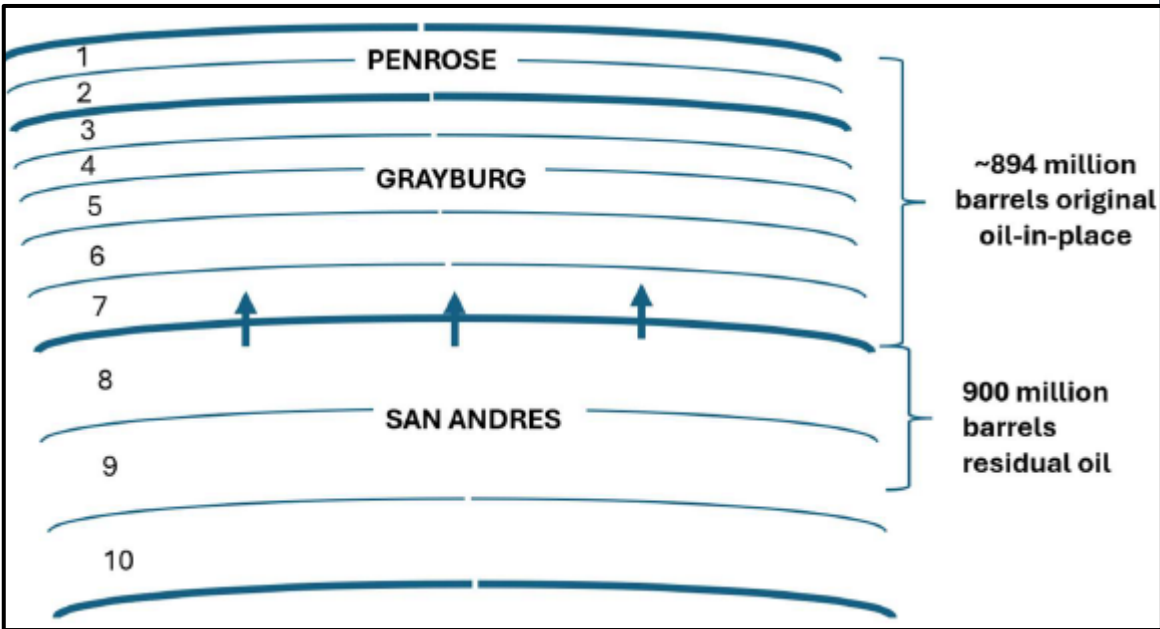 1
PENROSE
2
3
4
GRAYBURG
5
6
7
8
SAN ANDRES
9
10
~894 million
barrels original
oil-in-place
900 million
barrels
residual oil